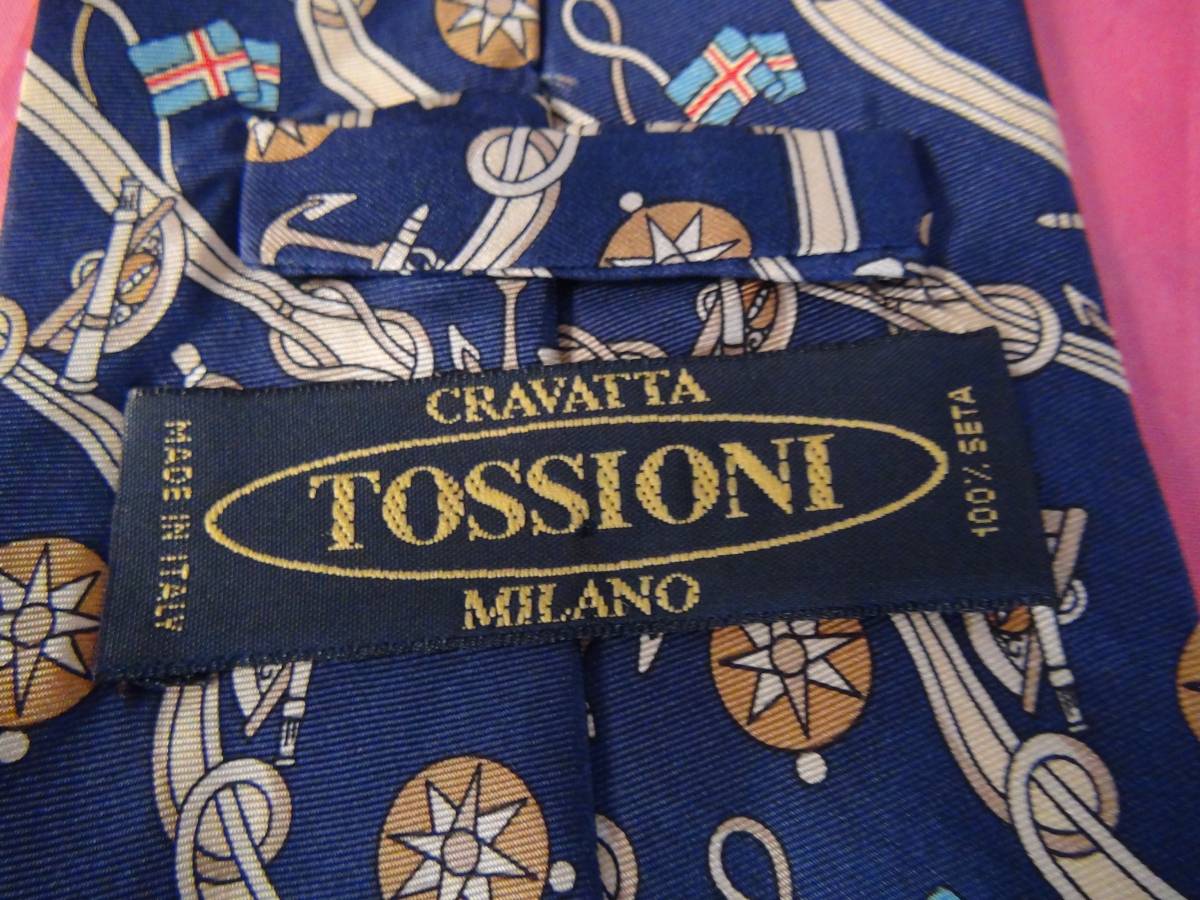 CRAVATTA
TOSSIONI
MILANO
MADE IN ITALY
100% SETA